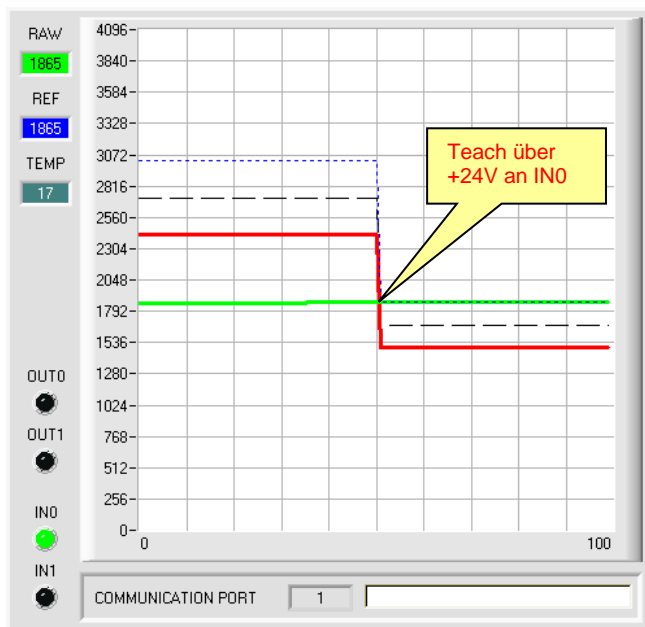 RAW
1865
REF
1865
TEMP
17
OUT0
OUT1
IN0
IN1
4096
3840
3584
3328
3072
2816
2560
2304
2048
1792
1536
1280
1024
768
512
256
0
0
100
Teach über
+24V an IN0
COMMUNICATION PORT 1